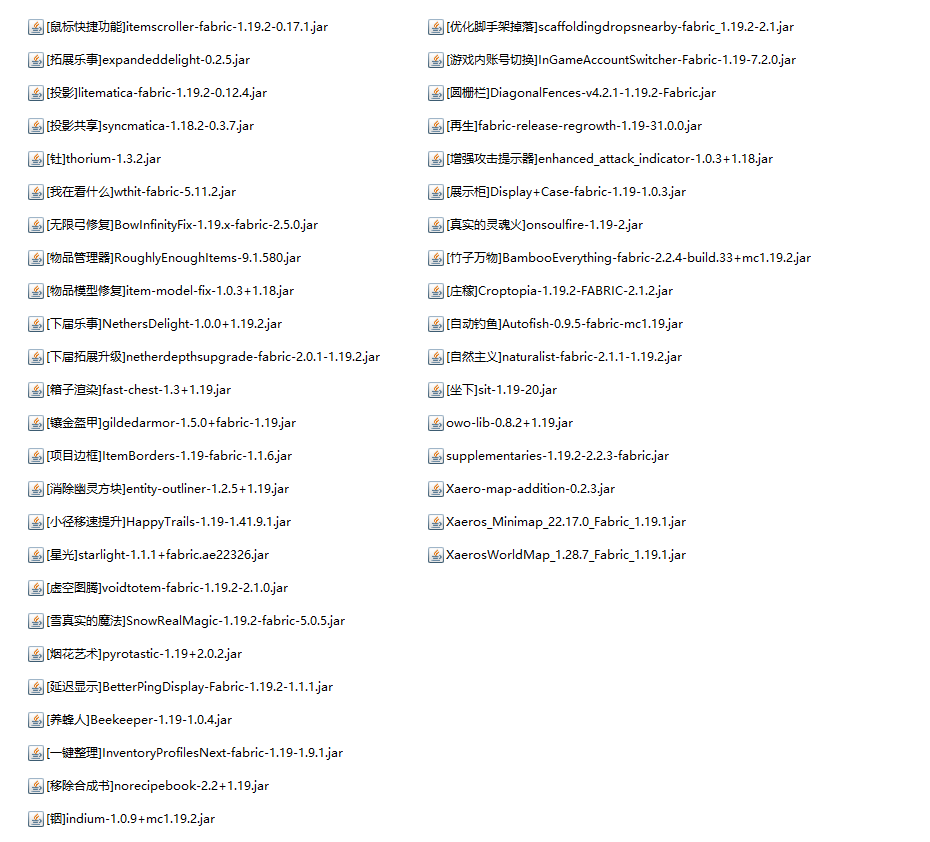 [鼠标快捷功能]itemscroller-fabric-1.19.2-0.17.1.jar
[拓展乐事]expandeddelight-0.2.5.jar
[投影]litematica-fabric-1.19.2-0.12.4.jar
[投影共享]syncmatica-1.18.2-0.3.7.jar
[钍]thorium-1.3.2.jar
[我在看什么]wthit-fabric-5.11.2.jar
[无限弓修复]BowInfinityFix-1.19.x-fabric-2.5.0.jar
[物品管理器]RoughlyEnoughItems-9.1.580.jar
[物品模型修复]item-model-fix-1.0.3+1.18.jar
[下届乐事]NethersDelight-1.0.0+1.19.2.jar
[下届拓展升级]netherdepthsupgrade-fabric-2.0.1-1.19.2.jar
[箱子渲染]fast-chest-1.3+1.19.jar
[镶金盔甲]gildedarmor-1.5.0+fabric-1.19.jar
[项目边框]ItemBorders-1.19-fabric-1.1.6.jar
[消除幽灵方块]entity-outliner-1.2.5+1.19.jar
[小径移速提升]HappyTrails-1.19-1.41.9.1.jar
[星光]starlight-1.1.1+fabric.ae22326.jar
[虚空图腾]voidtotem-fabric-1.19.2-2.1.0.jar
[雪真实的魔法]SnowRealMagic-1.19.2-fabric-5.0.5.jar
[烟花艺术]pyrotastic-1.19+2.0.2.jar
[延迟显示]BetterPingDisplay-Fabric-1.19.2-1.1.1.jar
[养蜂人]Beekeeper-1.19-1.0.4.jar
[一键整理]InventoryProfilesNext-fabric-1.19-1.9.1.jar
[移除合成书]norecipebook-2.2+1.19.jar
[铟]indium-1.0.9+mc1.19.2.jar
[优化脚手架掉落]scaffoldingdropsnearby-fabric_1.19.2-2.1.jar
[游戏内账号切换]InGameAccountSwitcher-Fabric-1.19-7.2.0.jar
[圆栅栏]DiagonalFences-v4.2.1-1.19.2-Fabric.jar
[再生]fabric-release-regrowth-1.19-31.0.0.jar
[增强攻击提示器]enhanced_attack_indicator-1.0.3+1.18.jar
[展示柜]Display+Case-fabric-1.19-1.0.3.jar
[真实的灵魂火]onsoulfire-1.19-2.jar
[竹子万物]BambooEverything-fabric-2.2.4-build.33+mc1.19.2.jar
[庄稼]Croptopia-1.19.2-FABRIC-2.1.2.jar
[自动钓鱼]Autofish-0.9.5-fabric-mc1.19.jar
[自然主义]naturalist-fabric-2.1.1-1.19.2.jar
[坐下]sit-1.19-20.jar
owo-lib-0.8.2+1.19.jar
supplementaries-1.19.2-2.2.3-fabric.jar
Xaero-map-addition-0.2.3.jar
Xaeros_Minimap_22.17.0_Fabric_1.19.1.jar
XaerosWorldMap_1.28.7_Fabric_1.19.1.jar